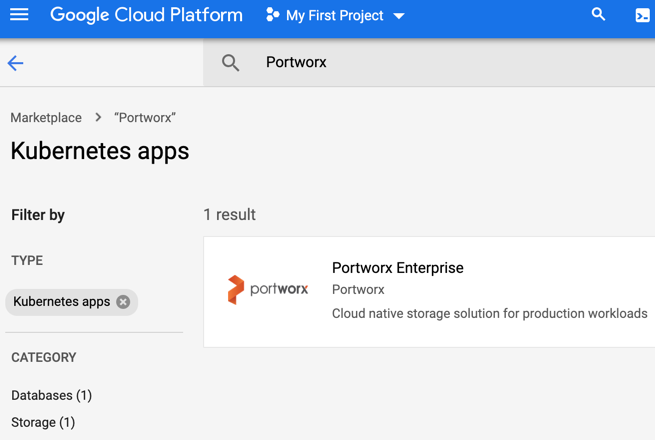 Google Cloud Platform My First Project
Portworx
Marketplace > “Portworx”
Kubernetes apps
Filter by
1 result
TYPE
Kubernetes apps
portworx
Portworx Enterprise
Portworx
Cloud native storage solution for production workloads
CATEGORY
Databases (1)
Storage (1)